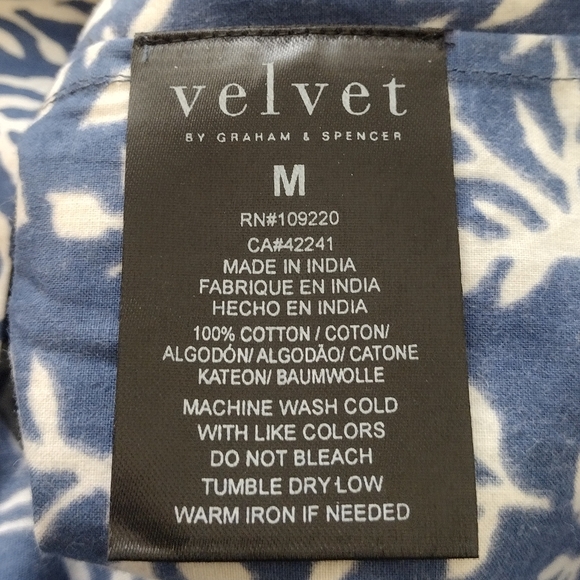 velvet
BY GRAHAM & SPENCER
M
RN#109220
CA#42241
MADE IN INDIA
FABRIQUE EN INDIA
HECHO EN INDIA
100% COTTON / COTON/
ALGODÓN/ ALGODÃO/ CATONE
KATEON/ BAUMWOLLE
MACHINE WASH COLD
WITH LIKE COLORS
DO NOT BLEACH
TUMBLE DRY LOW
WARM IRON IF NEEDED